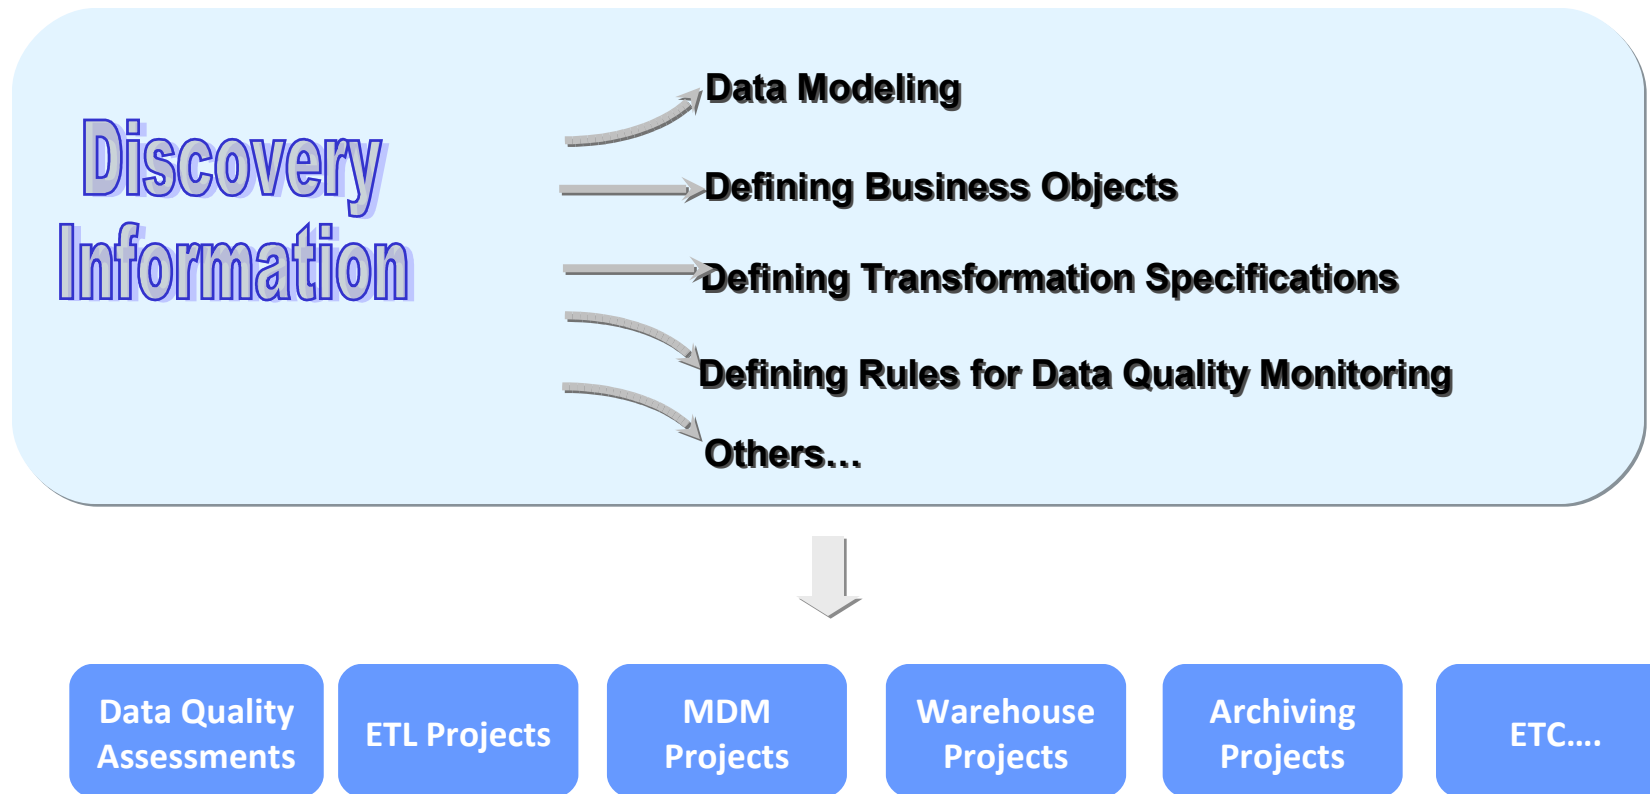 Discovery
Information
Data Modeling
Defining Business Objects
Defining Transformation Specifications
Defining Rules for Data Quality Monitoring
Others…
Data Quality
Assessments
ETL Projects
MDM
Projects
Warehouse
Projects
Archiving
Projects
ETC....